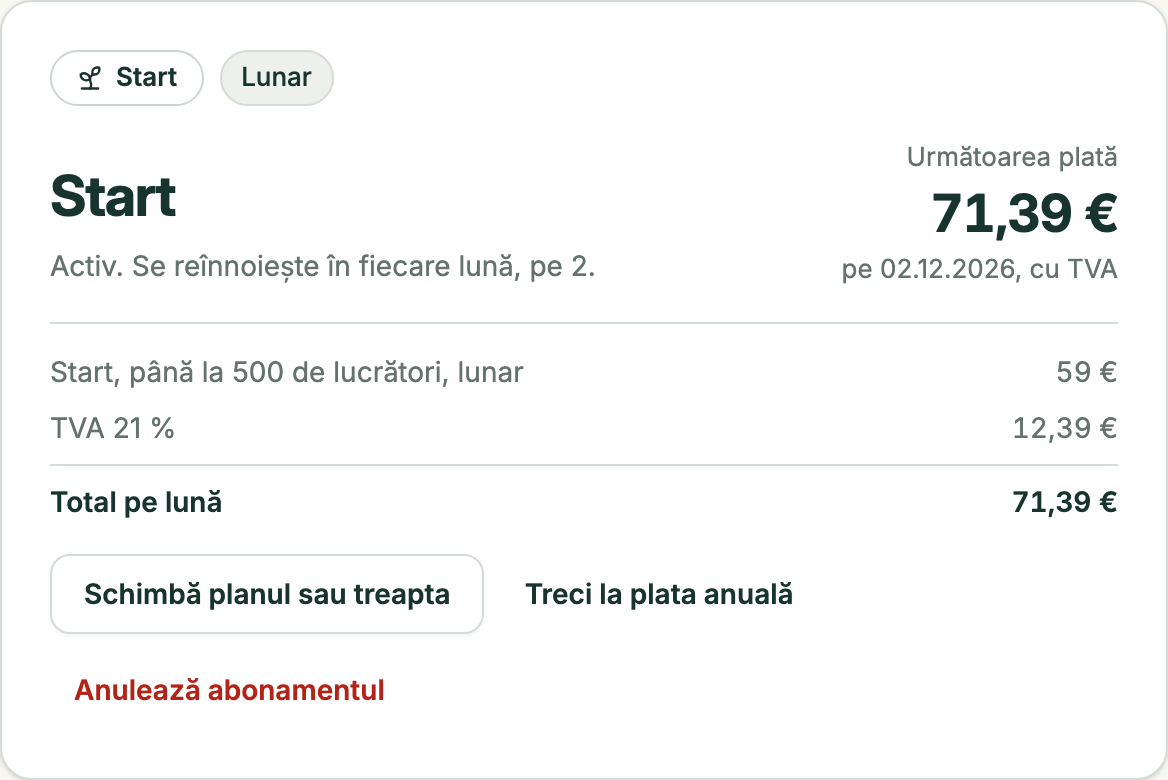 Start
Lunar
Start
Activ. Se reînnoiește în fiecare lună, pe 2.
Următoarea plată
71,39 €
pe 02.12.2026, cu TVA
Start, până la 500 de lucrători, lunar
59 €
TVA 21 %
12,39 €
Total pe lună
71,39 €
Schimbă planul sau treapta
Treci la plata anuală
Anulează abonamentul